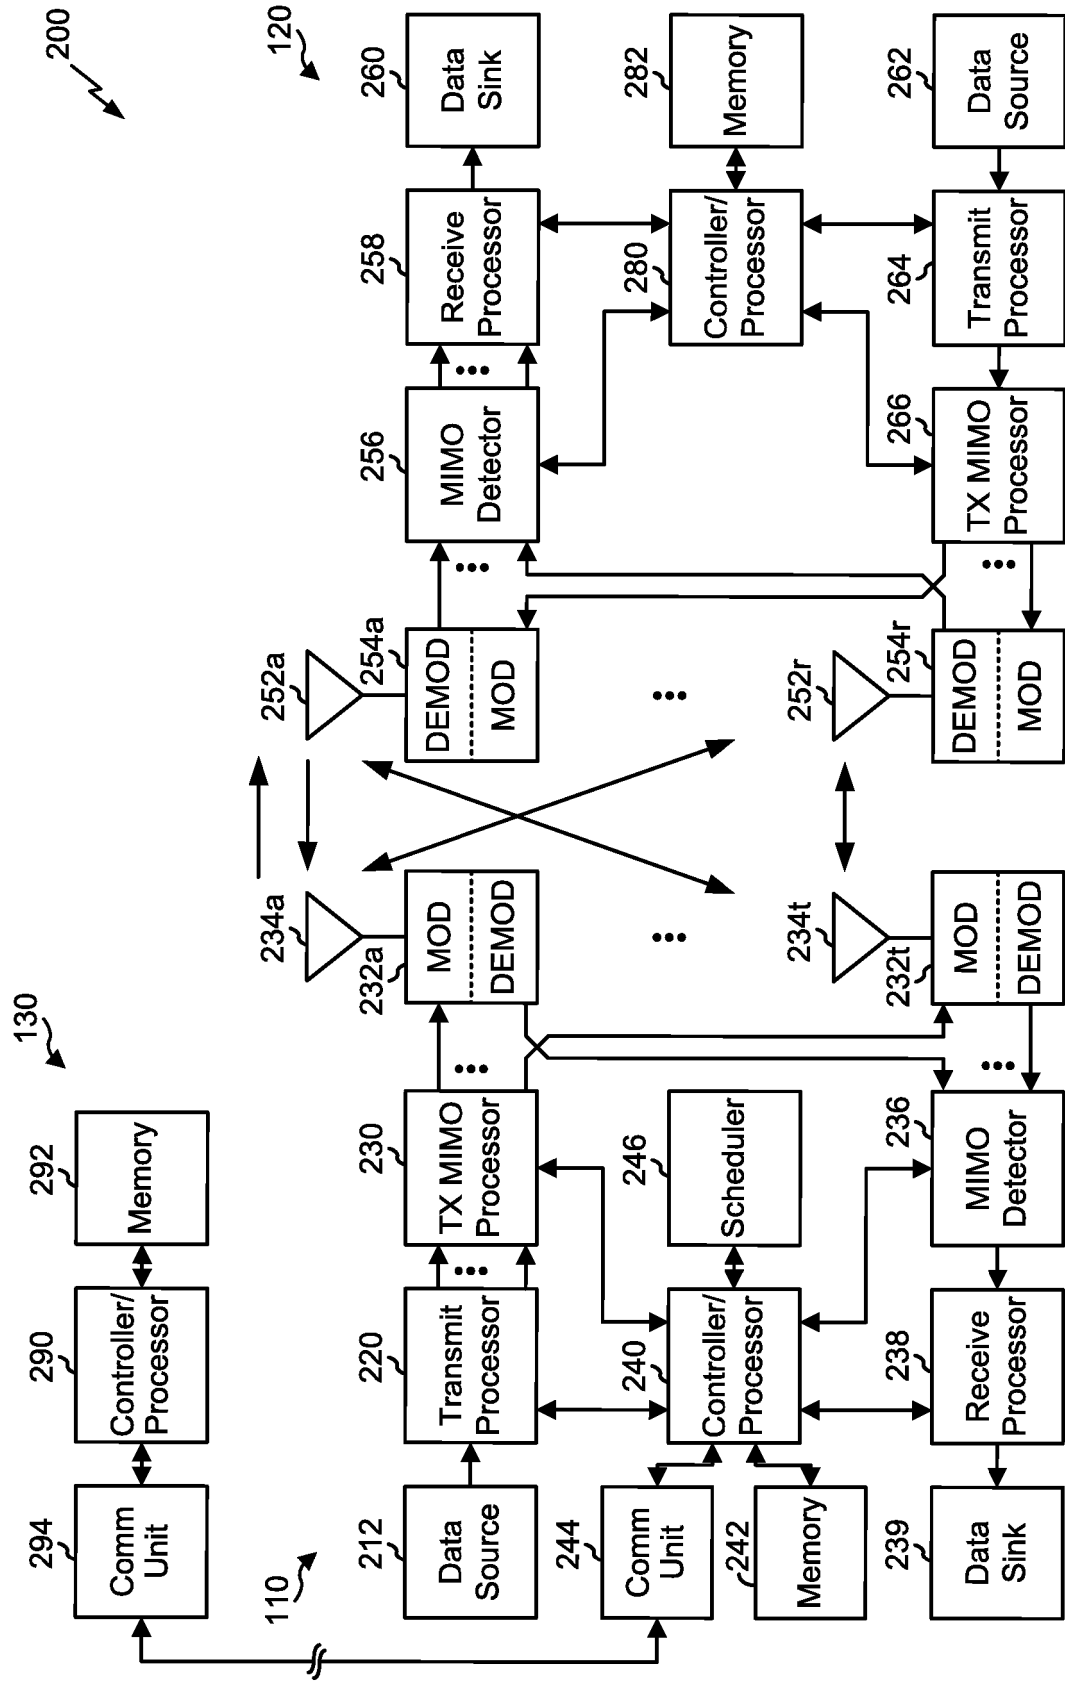 200
130
294
Comm
Unit
290
Controller/
Processor
292
Memory
110
120
212
Data
Source
220
Transmit
Processor
230
TX MIMO
Processor
232a
MOD
DEMOD
234a
252a
254a
DEMOD
MOD
256
MIMO
Detector
258
Receive
Processor
260
Data
Sink
244
Comm
Unit
242
Memory
240
Controller/
Processor
246
Scheduler
280
Controller/
Processor
282
Memory
239
Data
Sink
238
Receive
Processor
236
MIMO
Detector
232t
MOD
DEMOD
234t
252r
254r
DEMOD
MOD
266
TX MIMO
Processor
264
Transmit
Processor
262
Data
Source